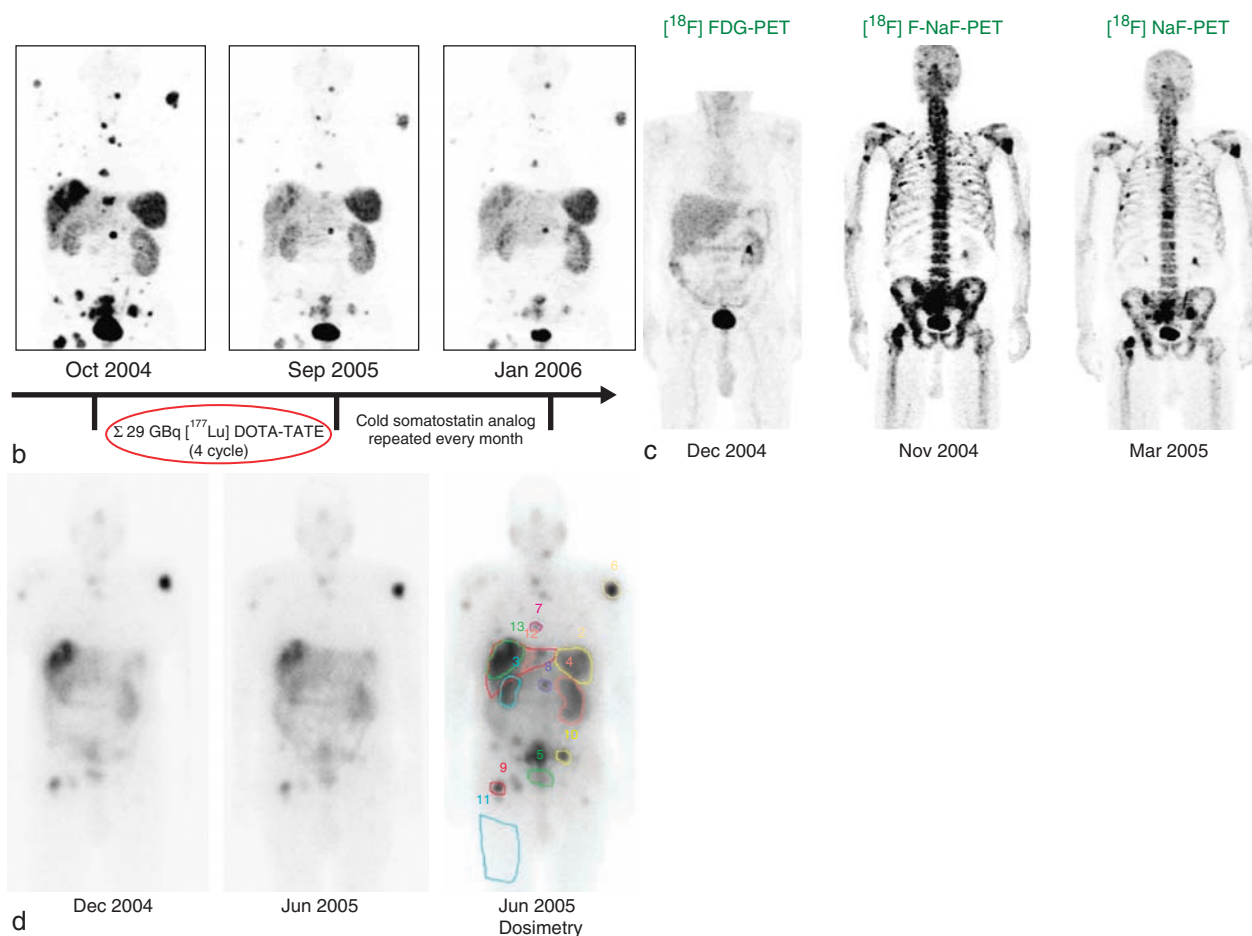 [¹⁸F] FDG-PET
[¹⁸F] F-NaF-PET
[¹⁸F] NaF-PET
Oct 2004
Sep 2005
Jan 2006
Σ 29 GBq [¹⁷⁷Lu] DOTA-TATE
(4 cycle)
Cold somatostatin analog
repeated every month
b
c
Dec 2004
Nov 2004
Mar 2005
6
7
13
12
2
3
4
8
10
5
9
11
Dec 2004
Jun 2005
Jun 2005
Dosimetry
d